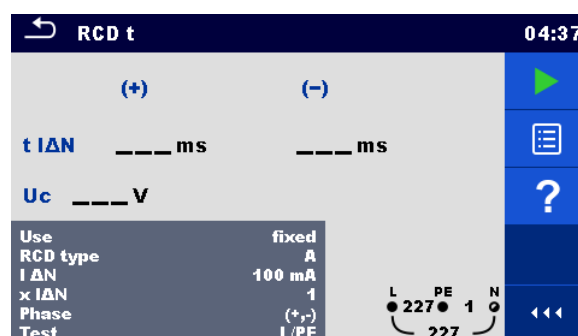 RCD t 04:37
(+) (−)
t IΔN ___ms ___ms
Uc ___V
?
Use fixed
RCD type A
I ΔN 100 mA
x IΔN 1
Phase (+,-)
Test L/PE
L PE N
227 1
227